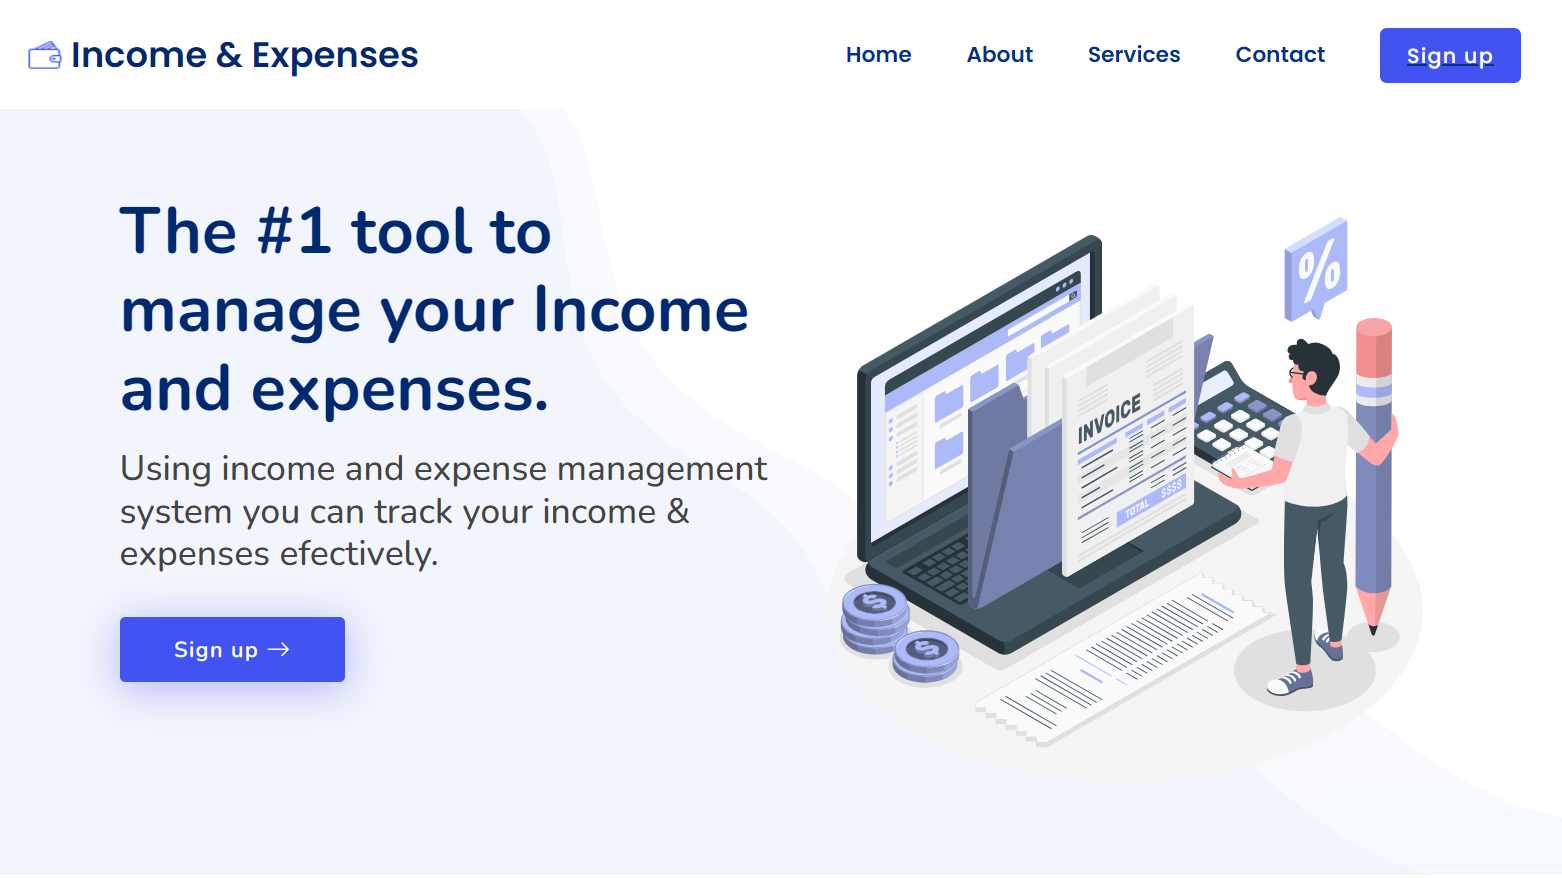 Income & Expenses
Home
About
Services
Contact
Sign up
The #1 tool to
manage your Income
and expenses.
Using income and expense management
system you can track your income &
expenses efectively.
Sign up →
%
INVOICE
TOTAL $$$$
$
$